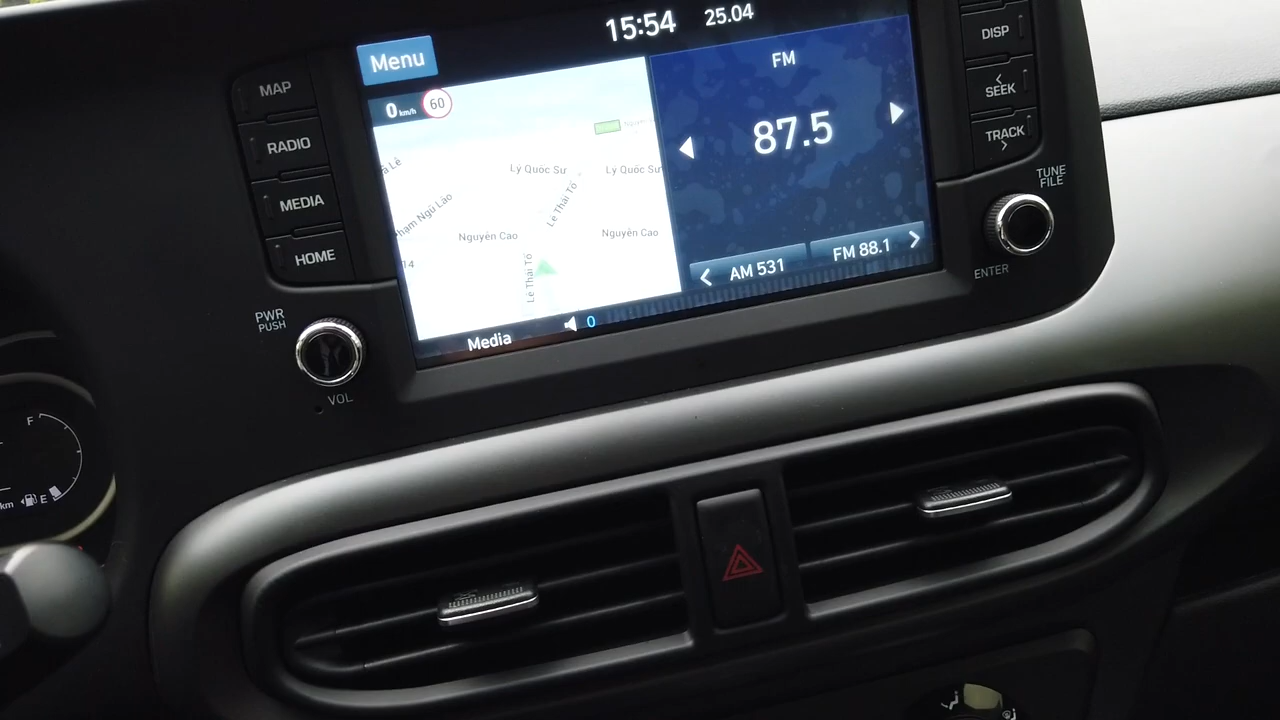 15:54 25.04
Menu
0 km/h 60
FM
87.5
Lý Quốc Sư
Lý Quốc Sư
Lê Thái Tổ
Nguyễn Cao
Nguyễn Cao
14
Lê Thái Tổ
AM 531
FM 88.1
Media
0
MAP
RADIO
MEDIA
HOME
PWR
PUSH
VOL
DISP
SEEK
TRACK
TUNE
FILE
ENTER
F
km
E